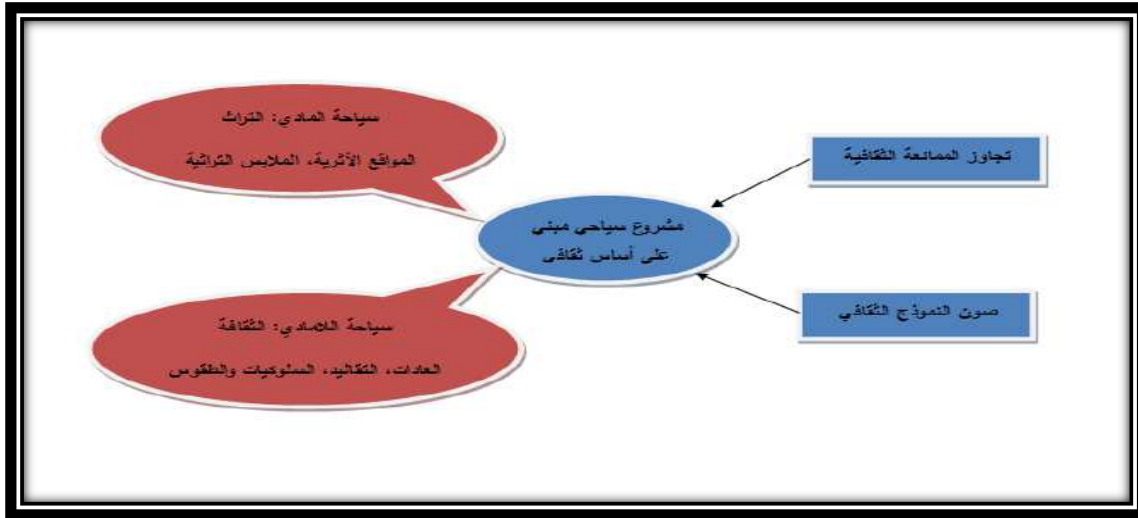 سياحة المادي: التراث
المواقع الآثرية، الملابس التراثية
تجاوز الممانعة الثقافية
مشروع سياحي مبني
على أساس ثقافي
صون النموذج الثقافي
سياحة اللامادي: الثقافة
العادات، التقاليد، السلوكيات والطقوس